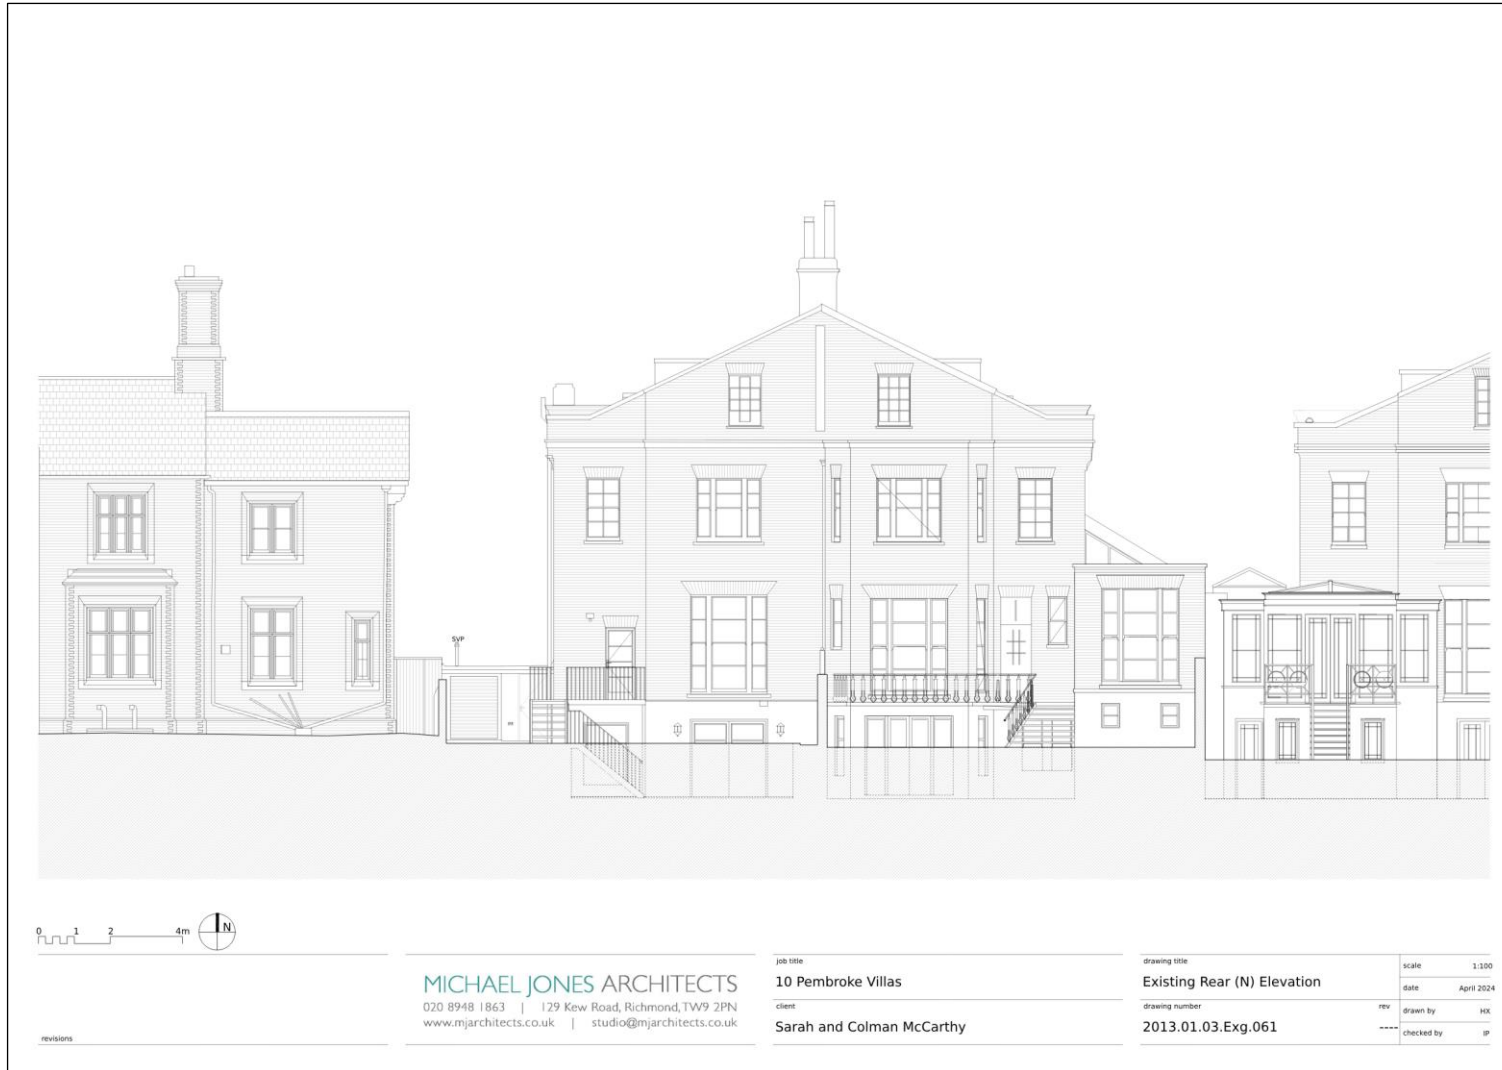 SVP
0 1 2 4m
N
MICHAEL JONES ARCHITECTS
020 8948 1863 | 129 Kew Road, Richmond, TW9 2PN
www.mjarchitects.co.uk | studio@mjarchitects.co.uk
revisions
job title
10 Pembroke Villas
client
Sarah and Colman McCarthy
drawing title
Existing Rear (N) Elevation
drawing number
rev
2013.01.03.Exg.061
----
scale 1:100
date April 2024
drawn by HX
checked by IP